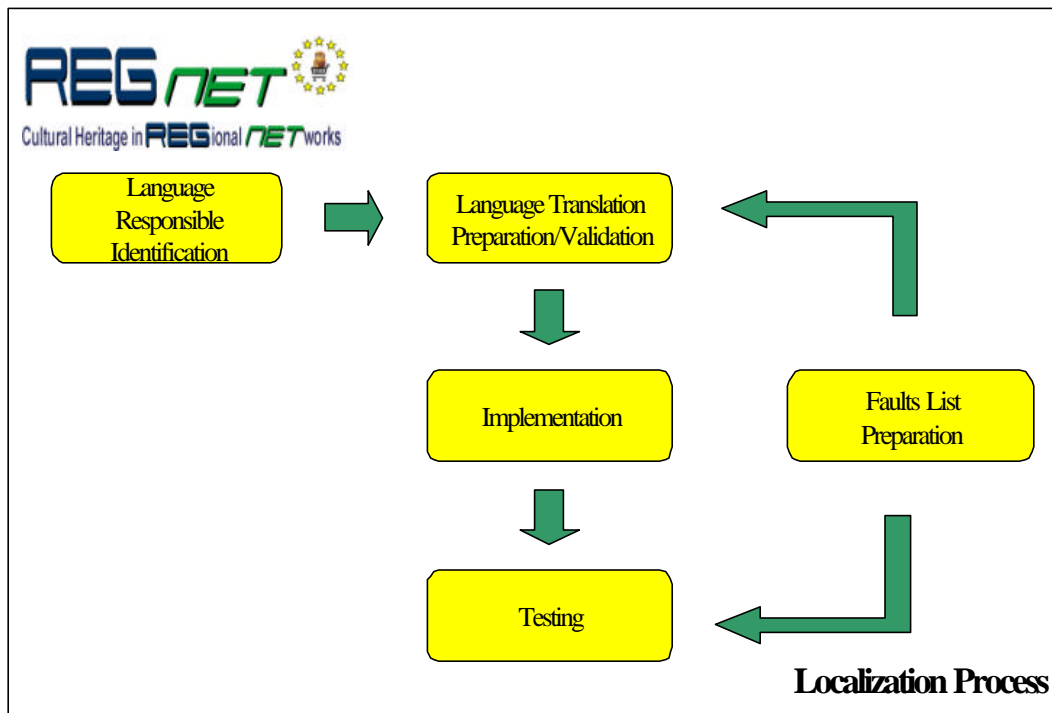 REGNET
Cultural Heritage in REGional NETworks
Language
Responsible
Identification
Language Translation
Preparation/Validation
Implementation
Faults List
Preparation
Testing
Localization Process